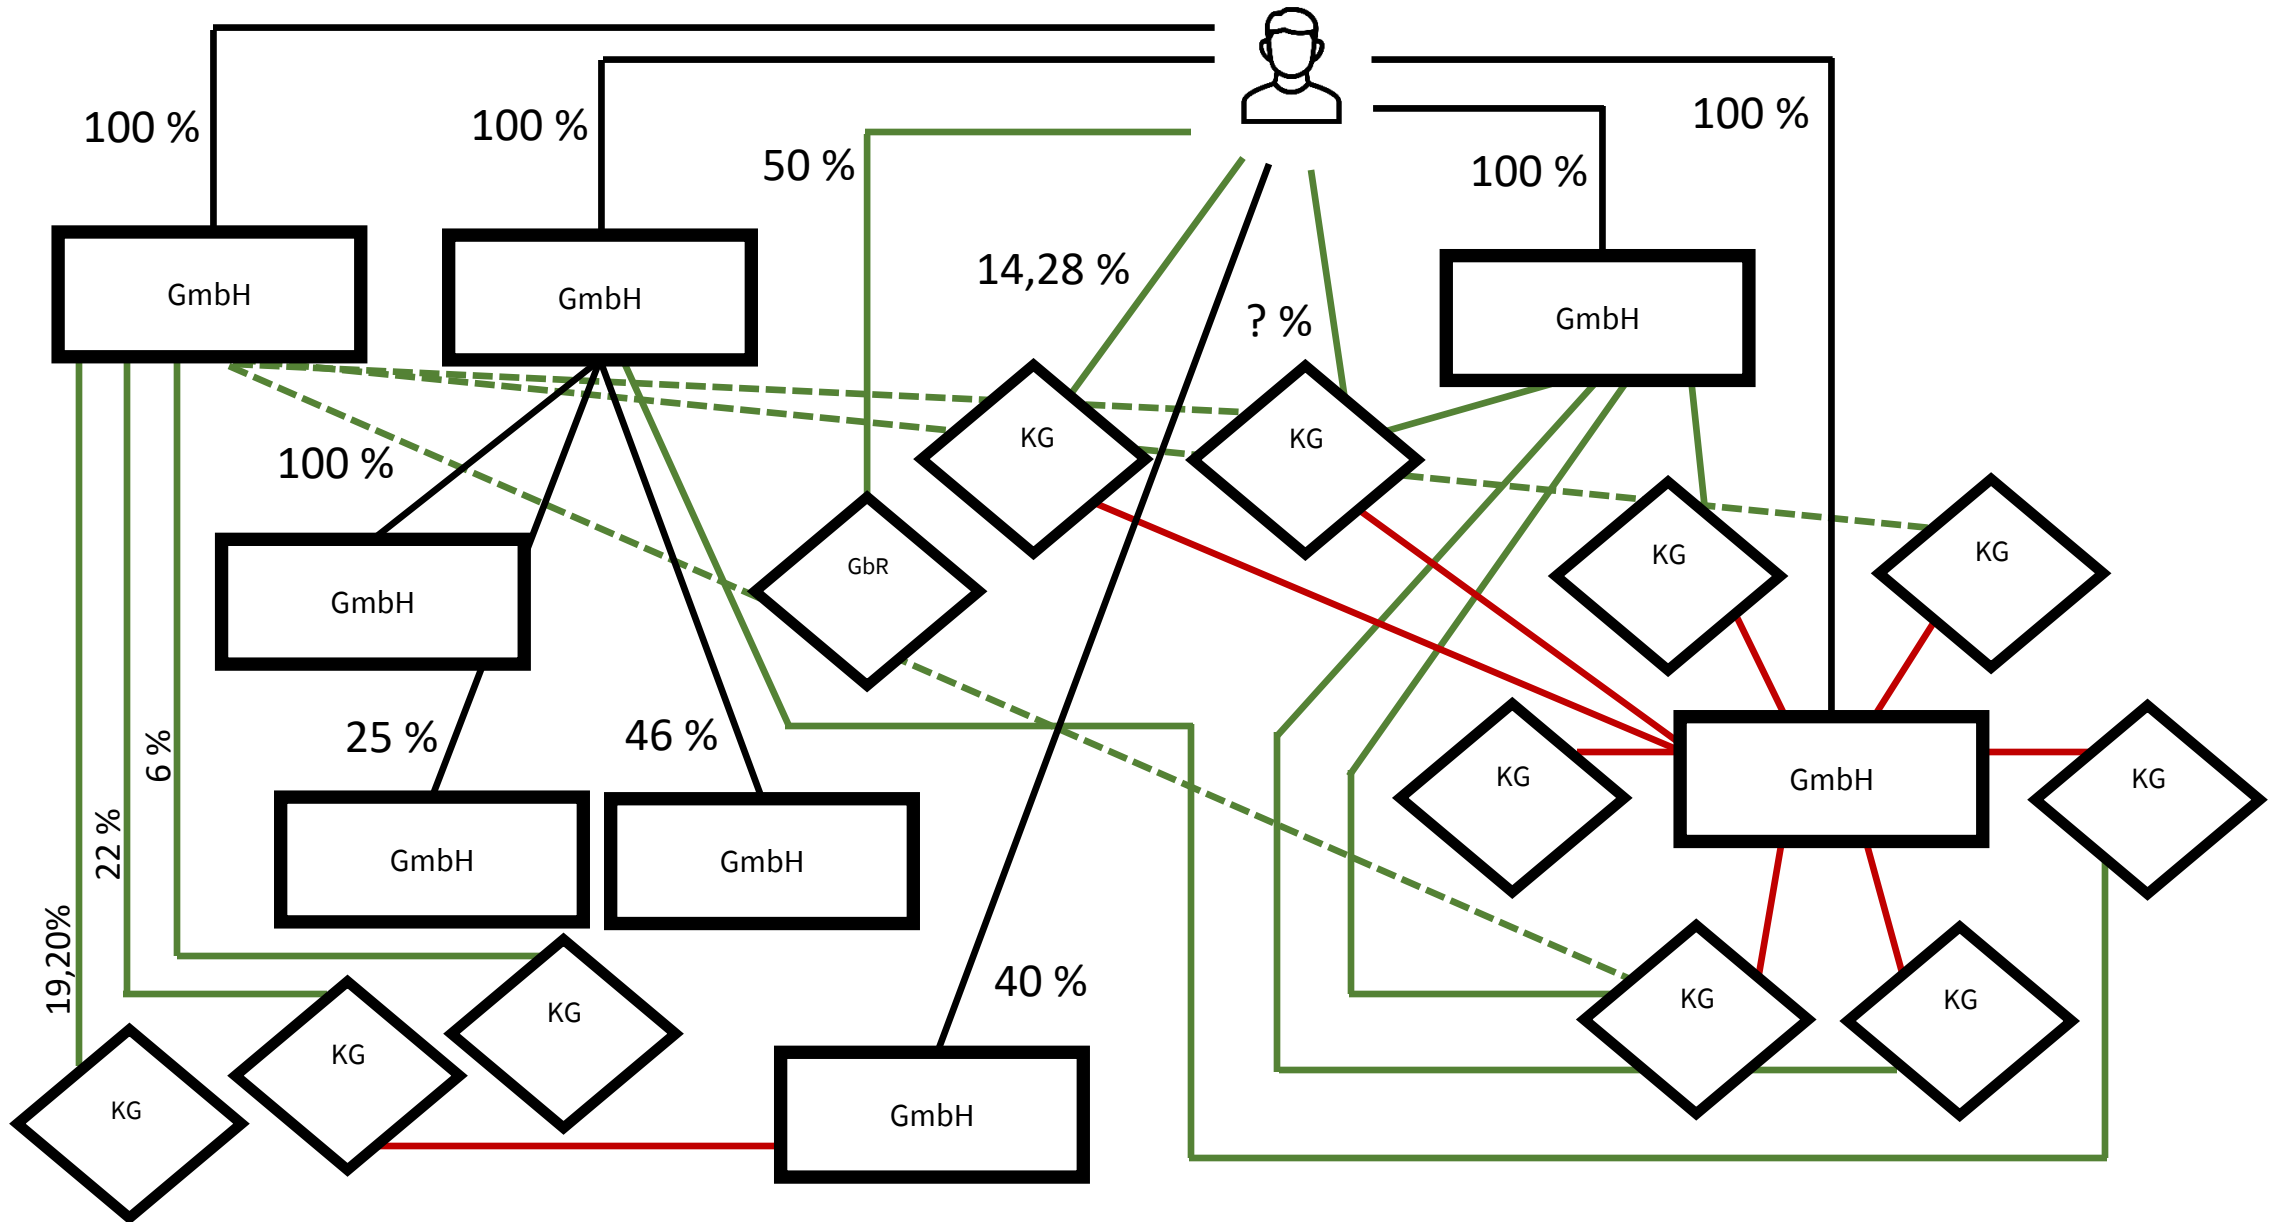 100 %
100 %
100 %
50 %
100 %
14,28 %
GmbH
GmbH
? %
GmbH
KG
KG
100 %
KG
KG
GbR
GmbH
25 %
46 %
6 %
KG
GmbH
KG
22 %
GmbH
GmbH
19,20%
40 %
KG
KG
KG
KG
KG
GmbH